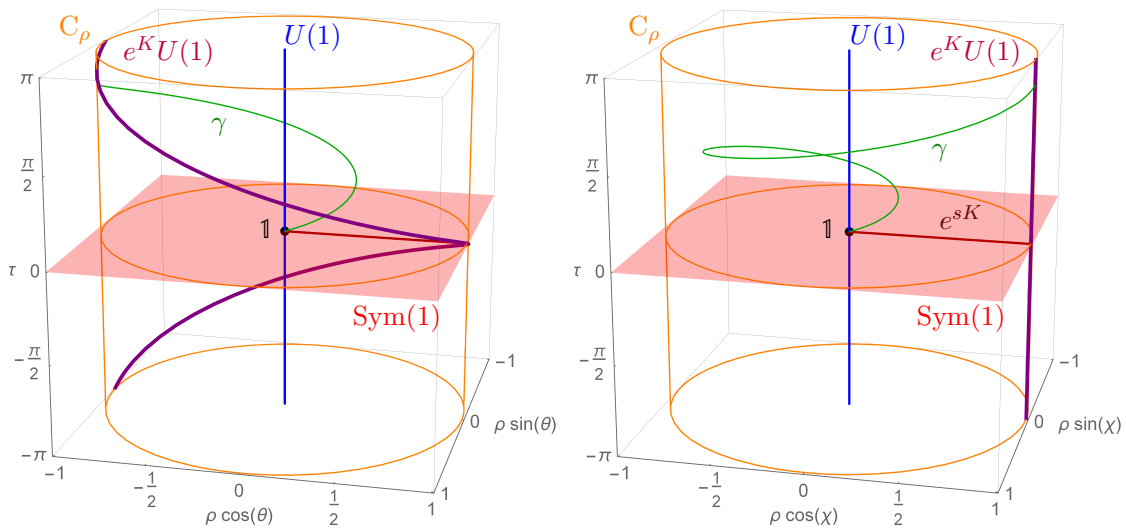 C_ρ
e^K U(1)
U(1)
π
γ
π/2
𝟙
τ
0
Sym(1)
−π/2
−π
−1
−1/2
0
1/2
1
ρ cos(θ)
−1
0
1
ρ sin(θ)
C_ρ
U(1)
e^K U(1)
π
γ
π/2
𝟙
e^{sK}
τ
0
Sym(1)
−π/2
−π
−1
−1/2
0
1/2
1
ρ cos(χ)
−1
0
1
ρ sin(χ)